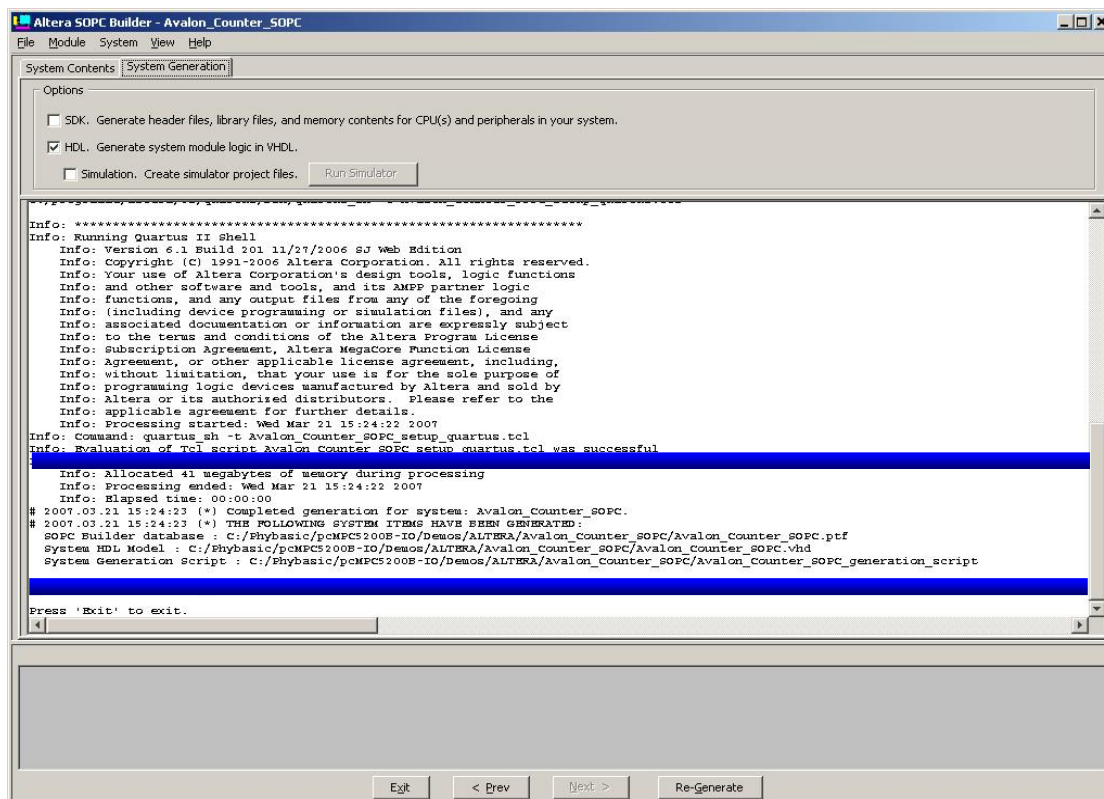 Altera SOPC Builder - Avalon_Counter_SOPC
File Module System View Help
System Contents System Generation
Options
SDK. Generate header files, library files, and memory contents for CPU(s) and peripherals in your system.
HDL. Generate system module logic in VHDL.
Simulation. Create simulator project files. Run Simulator
Info: *******************************************************************
Info: Running Quartus II Shell
Info: Version 6.1 Build 201 11/27/2006 SJ Web Edition
Info: Copyright (C) 1991-2006 Altera Corporation. All rights reserved.
Info: Your use of Altera Corporation's design tools, logic functions
Info: and other software and tools, and its AMPP partner logic
Info: functions, and any output files from any of the foregoing
Info: (including device programming or simulation files), and any
Info: associated documentation or information are expressly subject
Info: to the terms and conditions of the Altera Program License
Info: Subscription Agreement, Altera MegaCore Function License
Info: Agreement, or other applicable license agreement, including,
Info: without limitation, that your use is for the sole purpose of
Info: programming logic devices manufactured by Altera and sold by
Info: Altera or its authorized distributors. Please refer to the
Info: applicable agreement for further details.
Info: Processing started: Wed Mar 21 15:24:22 2007
Info: Command: quartus_sh -t Avalon_Counter_SOPC_setup_quartus.tcl
Info: Evaluation of Tcl script Avalon_Counter_SOPC_setup_quartus.tcl was successful
Info: Allocated 41 megabytes of memory during processing
Info: Processing ended: Wed Mar 21 15:24:22 2007
Info: Elapsed time: 00:00:00
# 2007.03.21 15:24:23 (*) Completed generation for system: Avalon_Counter_SOPC.
# 2007.03.21 15:24:23 (*) THE FOLLOWING SYSTEM ITEMS HAVE BEEN GENERATED:
SOPC Builder database : C:/Phybasic/pcMPC5200B-IO/Demos/ALTERA/Avalon_Counter_SOPC/Avalon_Counter_SOPC.ptf
System HDL Model : C:/Phybasic/pcMPC5200B-IO/Demos/ALTERA/Avalon_Counter_SOPC/Avalon_Counter_SOPC.vhd
System Generation Script : C:/Phybasic/pcMPC5200B-IO/Demos/ALTERA/Avalon_Counter_SOPC/Avalon_Counter_SOPC_generation_script
Press 'Exit' to exit.
Exit < Prev Next > Re-Generate